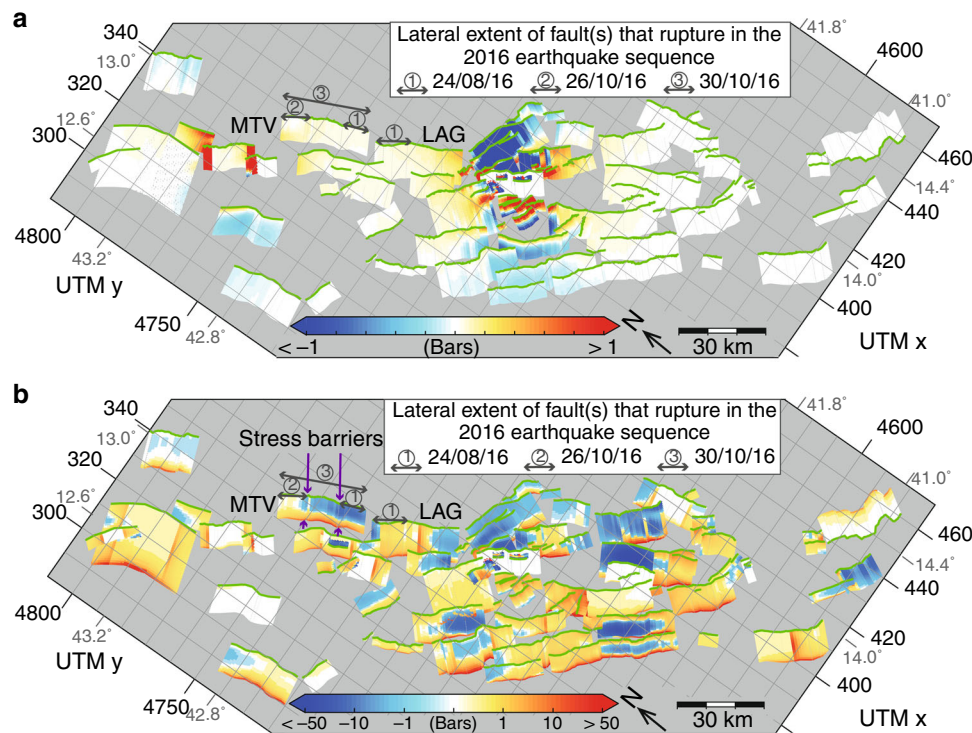 a
Lateral extent of fault(s) that rupture in the
2016 earthquake sequence
① 24/08/16 ② 26/10/16 ③ 30/10/16
340
13.0°
320
12.6°
300
③
②
①
①
MTV
LAG
41.8°
4600
41.0°
460
14.4°
440
420
14.0°
400
UTM x
4800
43.2°
UTM y
4750
42.8°
< −1 (Bars) > 1
N
30 km
b
Lateral extent of fault(s) that rupture in the
2016 earthquake sequence
① 24/08/16 ② 26/10/16 ③ 30/10/16
Stress barriers
340
13.0°
320
12.6°
300
③
②
①
①
MTV
LAG
41.8°
4600
41.0°
460
14.4°
440
420
14.0°
400
UTM x
4800
43.2°
UTM y
4750
42.8°
< −50 −10 −1 (Bars) 1 10 > 50
N
30 km